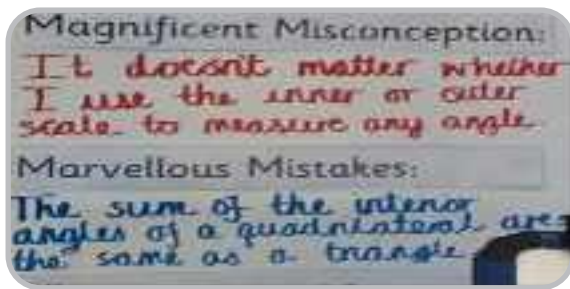 Magnificent Misconception:
It doesn't matter whether
I use the inner or outer
scale to measure any angle
Marvellous Mistakes:
The sum of the interior
angles of a quadrilateral are
the same as a triangle